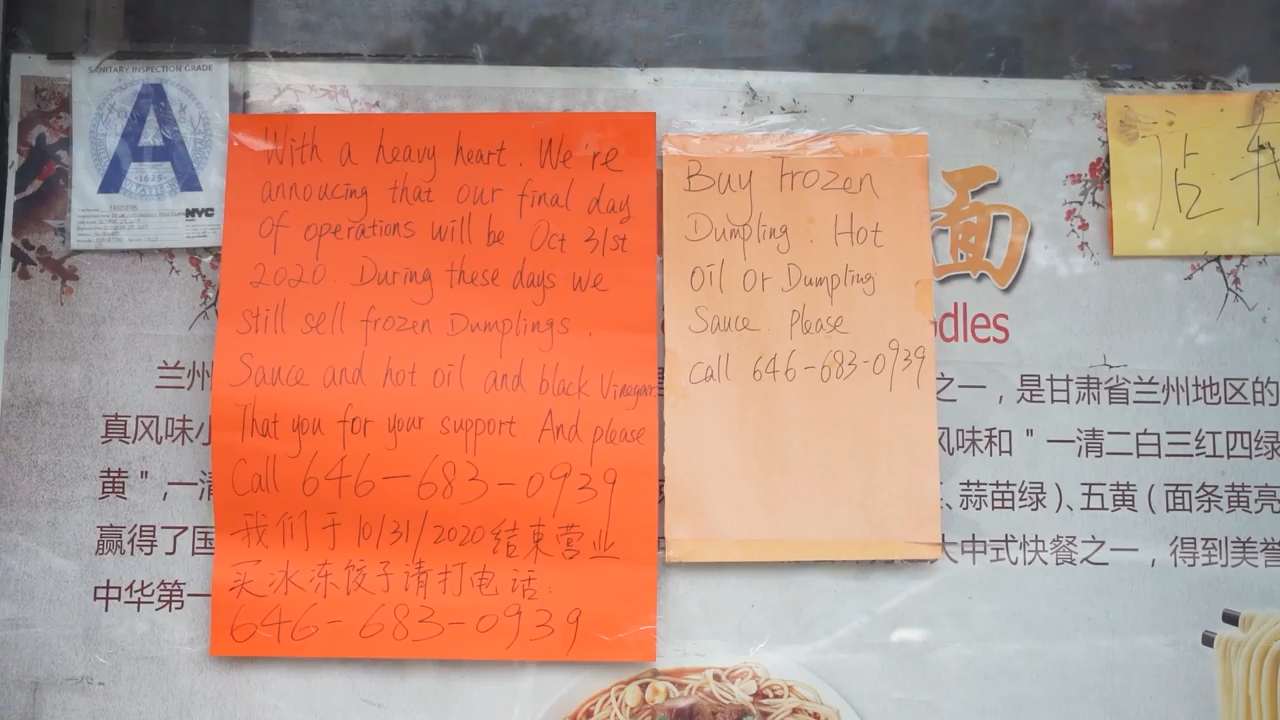 SANITARY INSPECTION GRADE
A
1625
NYC
With a heavy heart. We're
annoucing that our final day
of operations will be Oct 31st
2020. During these days we
still sell frozen Dumplings.
Sauce and hot oil and black Vinegar
That you for your support And please
Call 646-683-0939
我们于10/31/2020结束营业
买冰冻饺子请打电话:
646-683-0939
Buy Frozen
Dumpling Hot
Oil Or Dumpling
Sauce. Please
call 646-683-0939
面
dles
兰州
之一，是甘肃省兰州地区的
真风味小
风味和"一清二白三红四绿
黄",一清
、蒜苗绿)、五黄(面条黄亮
赢得了国
大中式快餐之一，得到美誉
中华第一